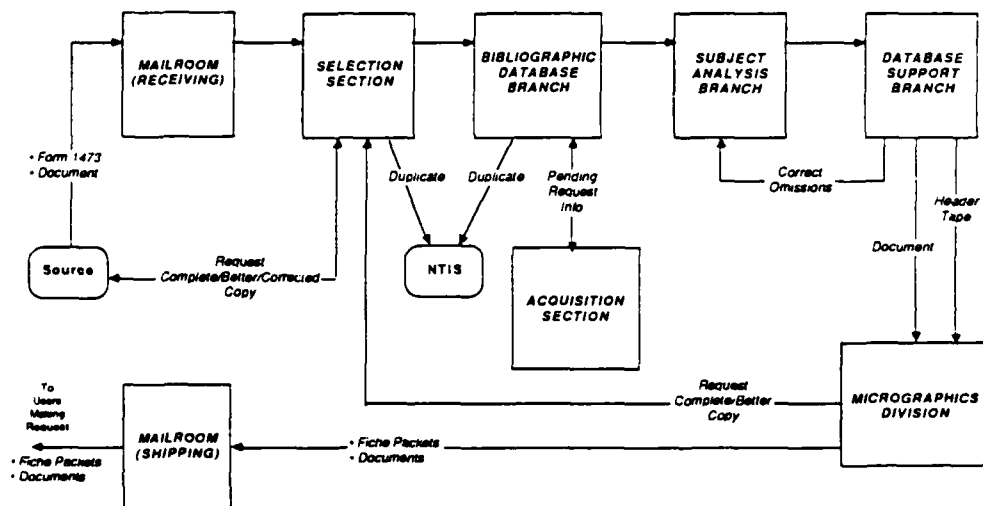 MAILROOM
(RECEIVING)
SELECTION
SECTION
BIBLIOGRAPHIC
DATABASE
BRANCH
SUBJECT
ANALYSIS
BRANCH
DATABASE
SUPPORT
BRANCH
• Form 1473
• Document
Duplicate
Duplicate
Pending
Request
Info
Correct
Omissions
Header
Tape
Document
Source
Request
Complete/Better/Corrected
Copy
NTIS
ACQUISITION
SECTION
To
Users
Making
Request
• Fiche Packets
• Documents
MAILROOM
(SHIPPING)
• Fiche Packets
• Documents
Request
Complete/Better
Copy
MICROGRAPHICS
DIVISION